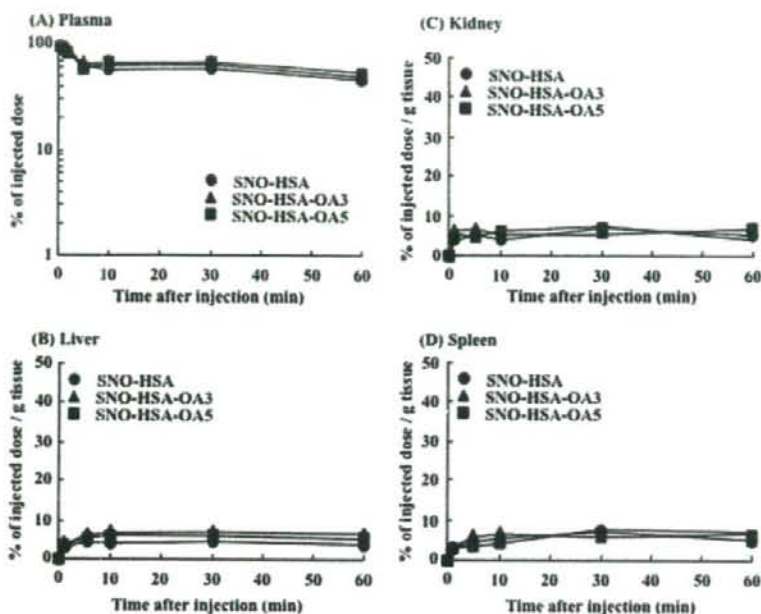 (A) Plasma
% of injected dose
100
10
1
SNO-HSA
SNO-HSA-OA3
SNO-HSA-OA5
0 10 20 30 40 50 60
Time after injection (min)
(C) Kidney
% of injected dose / g tissue
50
40
30
20
10
0
SNO-HSA
SNO-HSA-OA3
SNO-HSA-OA5
0 10 20 30 40 50 60
Time after injection (min)
(B) Liver
% of injected dose / g tissue
50
40
30
20
10
0
SNO-HSA
SNO-HSA-OA3
SNO-HSA-OA5
0 10 20 30 40 50 60
Time after injection (min)
(D) Spleen
% of injected dose / g tissue
50
40
30
20
10
0
SNO-HSA
SNO-HSA-OA3
SNO-HSA-OA5
0 10 20 30 40 50 60
Time after injection (min)